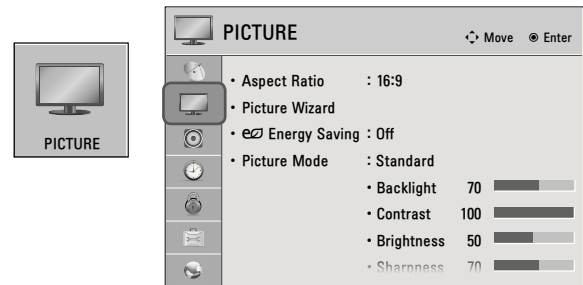 PICTURE
PICTURE Move Enter
• Aspect Ratio : 16:9
• Picture Wizard
• Energy Saving : Off
• Picture Mode : Standard
• Backlight 70
• Contrast 100
• Brightness 50
• Sharpness 70